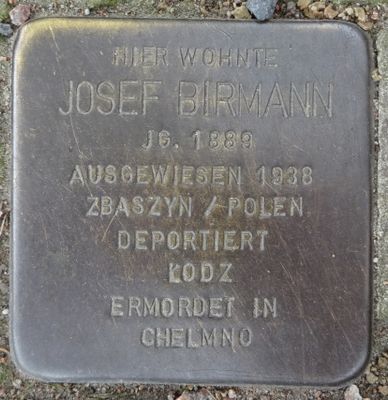 HIER WOHNTE
JOSEF BIRMANN
JG. 1889
AUSGEWIESEN 1938
ZBASZYN / POLEN
DEPORTIERT
ŁODZ
ERMORDET IN
CHELMNO